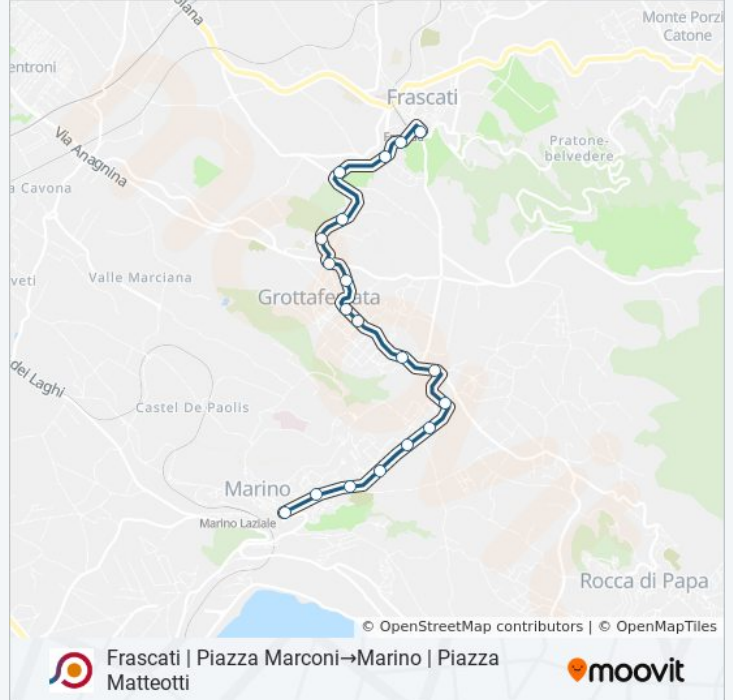 Monte Porzi
Catone
entroni
Frascati
Via Anagnina
Pratone-
belvedere
a Cavona
veti
Valle Marciana
Grottaferrata
dei Laghi
Castel De Paolis
Marino
Marino Laziale
Rocca di Papa
© OpenStreetMap contributors | © OpenMapTiles
Frascati | Piazza Marconi→Marino | Piazza
Matteotti
moovit